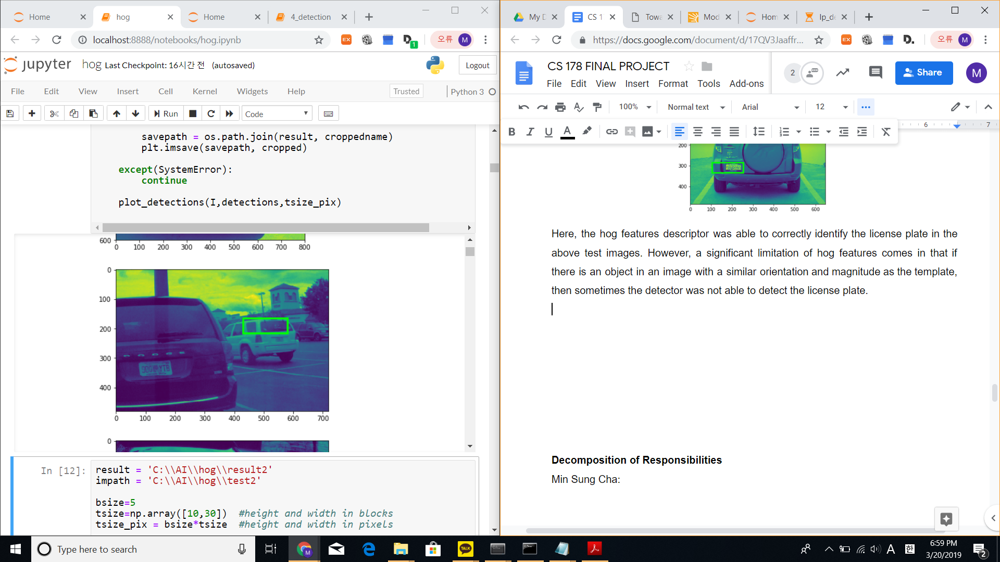 Home
hog
Home
4_detection
localhost:8888/notebooks/hog.ipynb
EX
D
1
오류
M
jupyter hog Last Checkpoint: 16시간 전 (autosaved)
Logout
File Edit View Insert Cell Kernel Widgets Help
Trusted
Python 3
Run
Code
savepath = os.path.join(result, croppedname)
plt.imsave(savepath, cropped)
except(SystemError):
continue
plot_detections(I,detections,tsize_pix)
600
0 100 200 300 400 500 600 700 800
0
100
200
300
400
DODGE
0 100 200 300 400 500 600 700
0
In [12]:
result = 'C:\\AI\\hog\\result2'
impath = 'C:\\AI\\hog\\test2'
bsize=5
tsize=np.array([10,30]) #height and width in blocks
tsize_pix = bsize*tsize #height and width in pixels
My D
CS 1
Towa
Mod
Hom
lp_de
https://docs.google.com/document/d/17QV3Jaaffr...
EX
D.
오류
M
CS 178 FINAL PROJECT
File Edit View Insert Format Tools Add-ons
2
Share
M
100%
Normal text
Arial
12
B I U A
6 7
200
300
400
0 100 200 300 400 500 600
Here, the hog features descriptor was able to correctly identify the license plate in the
above test images. However, a significant limitation of hog features comes in that if
there is an object in an image with a similar orientation and magnitude as the template,
then sometimes the detector was not able to detect the license plate.
Decomposition of Responsibilities
Min Sung Cha:
Type here to search
M
TALK
A
한
6:59 PM
3/20/2019
2